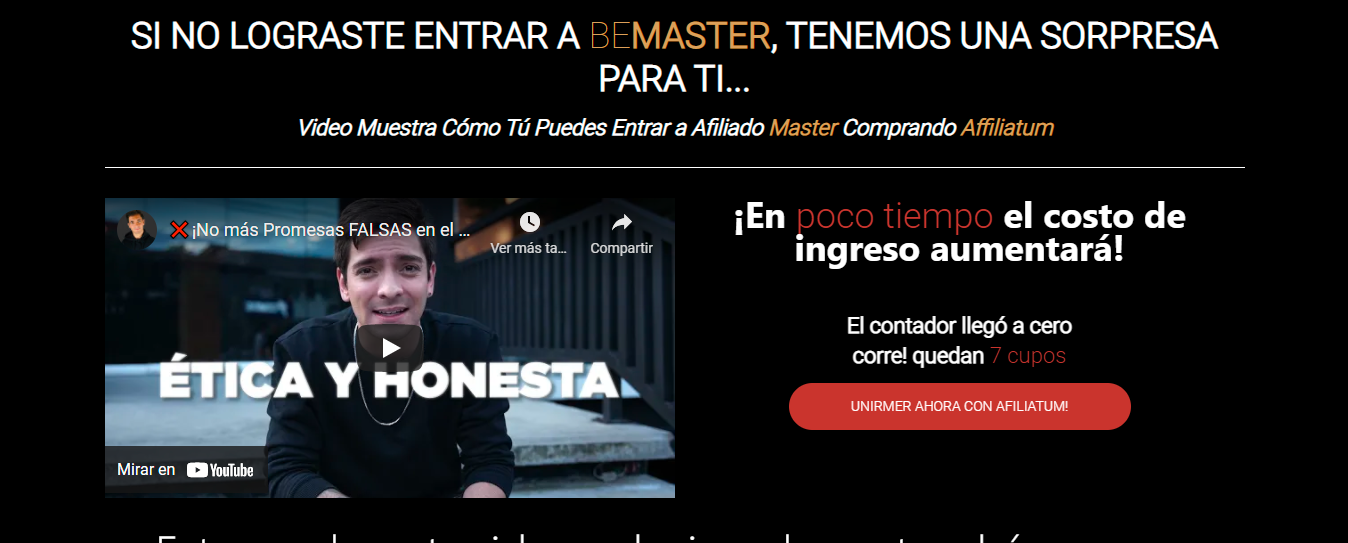 SI NO LOGRASTE ENTRAR A BEMASTER, TENEMOS UNA SORPRESA
PARA TI...
Video Muestra Cómo Tú Puedes Entrar a Afiliado Master Comprando Affiliatum
❌¡No más Promesas FALSAS en el ...
Ver más ta...
Compartir
ÉTICA Y HONESTA
Mirar en YouTube
¡En poco tiempo el costo de
ingreso aumentará!
El contador llegó a cero
corre! quedan 7 cupos
UNIRMER AHORA CON AFILIATUM!